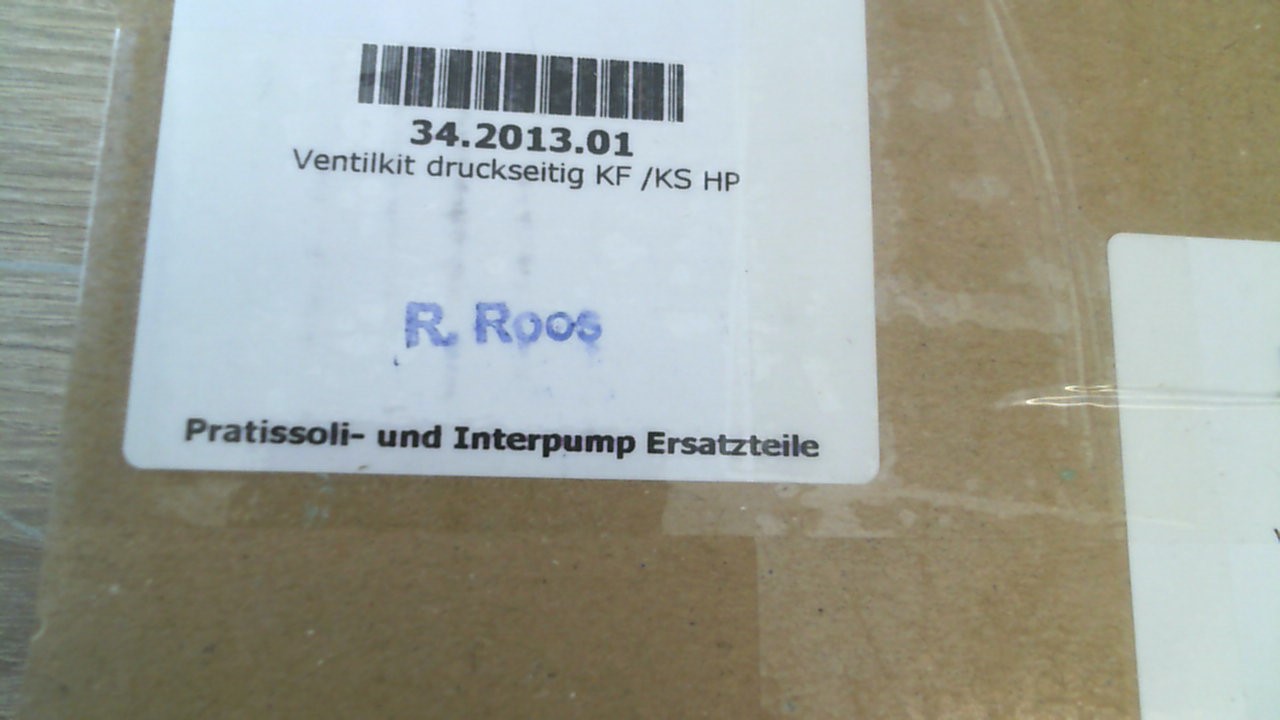 34.2013.01
Ventilkit druckseitig KF /KS HP
R. Roos
Pratissoli- und Interpump Ersatzteile